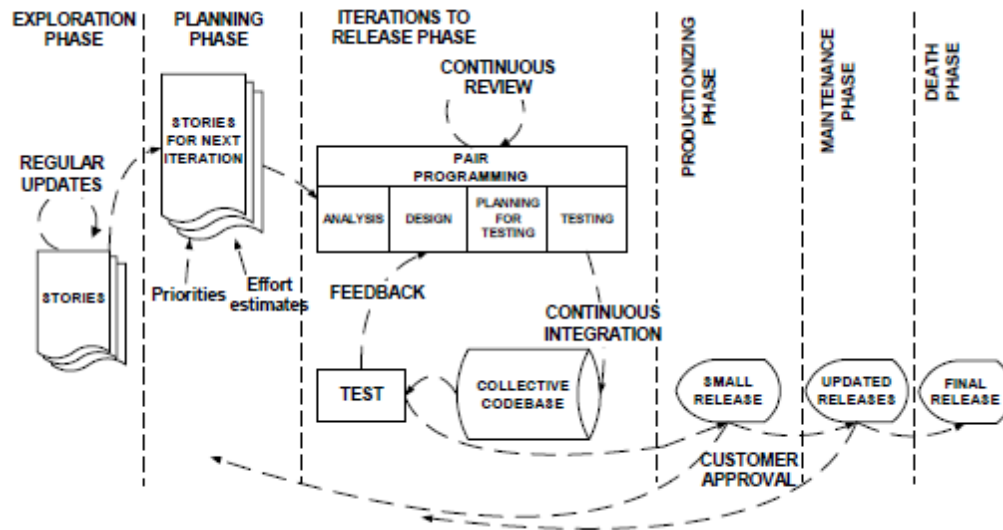 EXPLORATION
PHASE
PLANNING
PHASE
ITERATIONS TO
RELEASE PHASE
PRODUCTIONIZING
PHASE
MAINTENANCE
PHASE
DEATH
PHASE
CONTINUOUS
REVIEW
STORIES
FOR NEXT
ITERATION
REGULAR
UPDATES
PAIR
PROGRAMMING
ANALYSIS
DESIGN
PLANNING
FOR
TESTING
TESTING
STORIES
Priorities
Effort
estimates
FEEDBACK
CONTINUOUS
INTEGRATION
TEST
COLLECTIVE
CODEBASE
SMALL
RELEASE
UPDATED
RELEASES
FINAL
RELEASE
CUSTOMER
APPROVAL